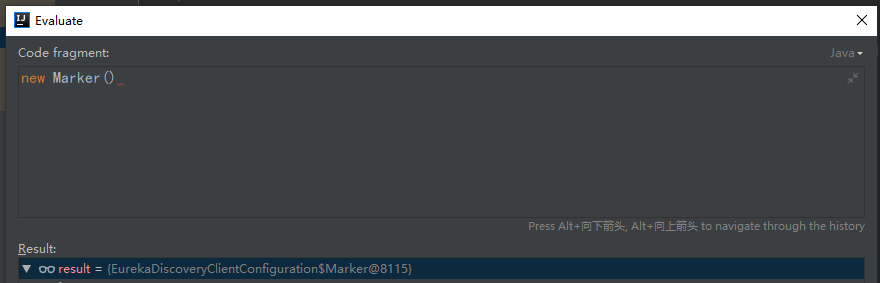 Evaluate
Code fragment:
Java
new Marker()
Press Alt+向下箭头, Alt+向上箭头 to navigate through the history
Result:
result = {EurekaDiscoveryClientConfiguration$Marker@8115}